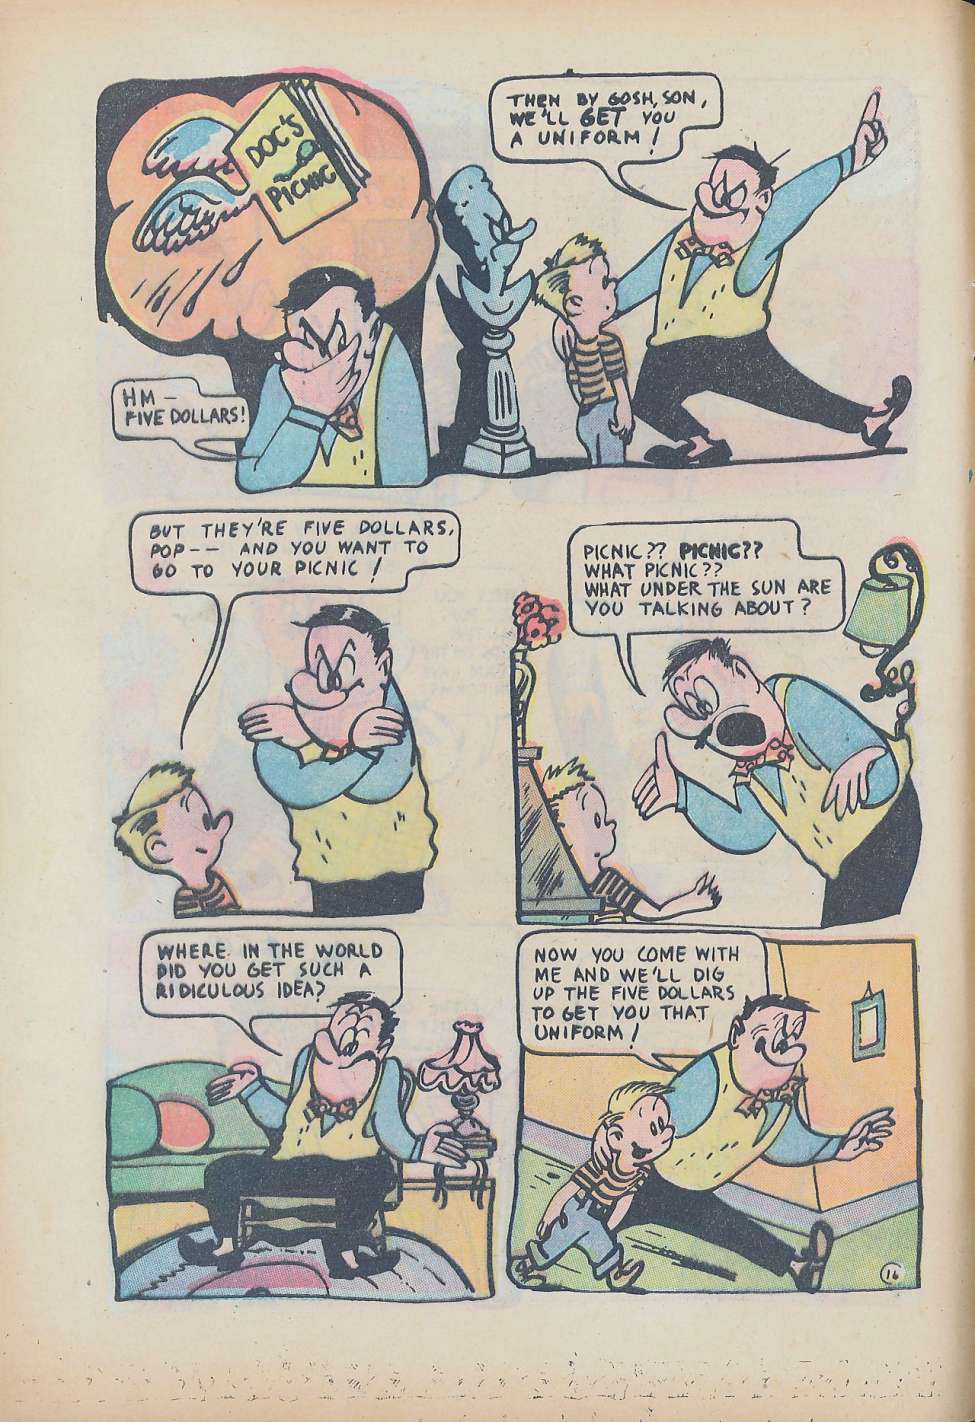 DOC'S
PICNIC
HM –
FIVE DOLLARS!
THEN BY GOSH, SON,
WE'LL GET YOU
A UNIFORM!
BUT THEY'RE FIVE DOLLARS,
POP–– AND YOU WANT TO
GO TO YOUR PICNIC!
PICNIC?? PICNIC??
WHAT PICNIC??
WHAT UNDER THE SUN ARE
YOU TALKING ABOUT?
WHERE IN THE WORLD
DID YOU GET SUCH A
RIDICULOUS IDEA?
NOW YOU COME WITH
ME AND WE'LL DIG
UP THE FIVE DOLLARS
TO GET YOU THAT
UNIFORM!
16